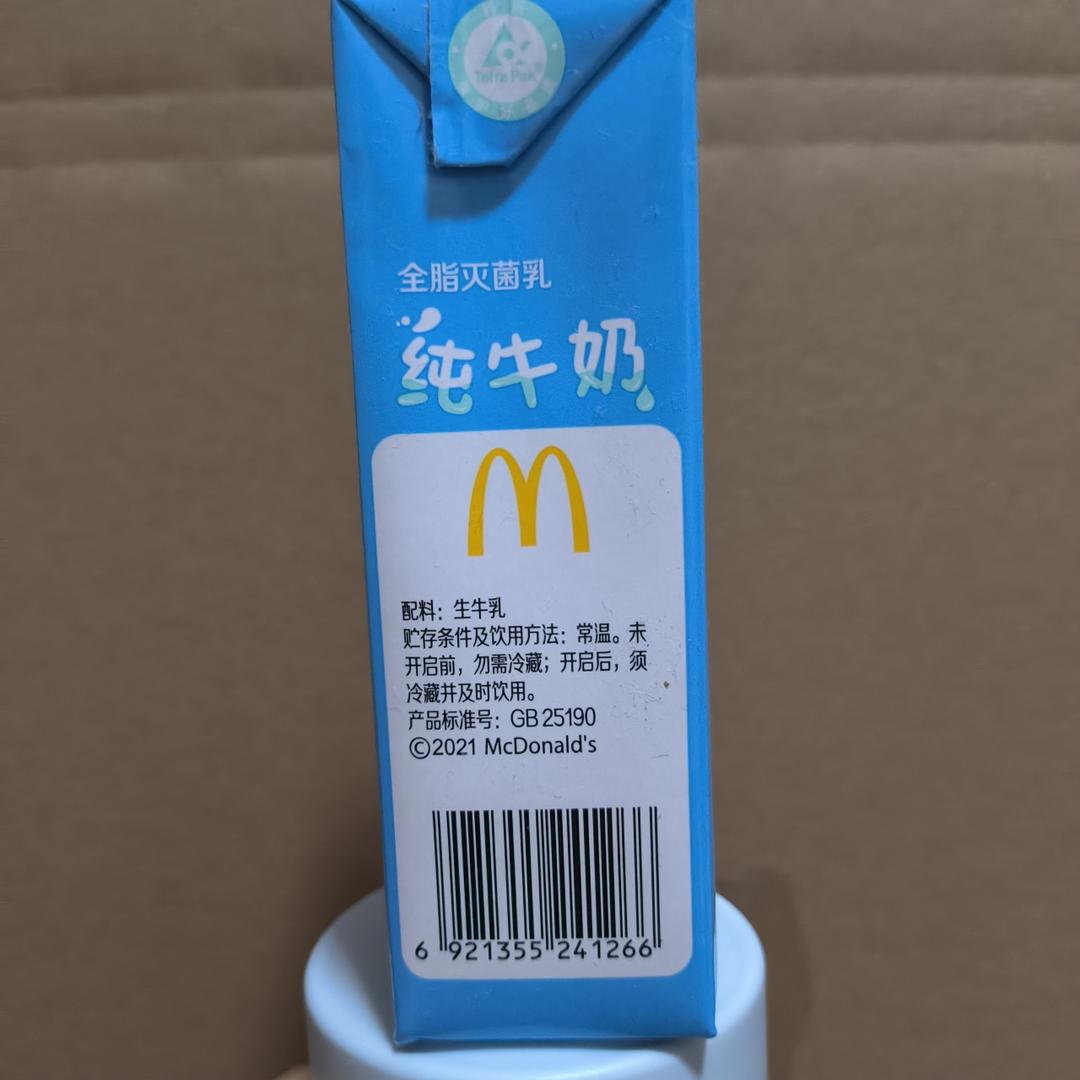 Tetra Pak
全脂灭菌乳
纯牛奶
配料：生牛乳
贮存条件及饮用方法：常温。未
开启前，勿需冷藏；开启后，须
冷藏并及时饮用。
产品标准号：GB 25190
©2021 McDonald's
6 921355 241266